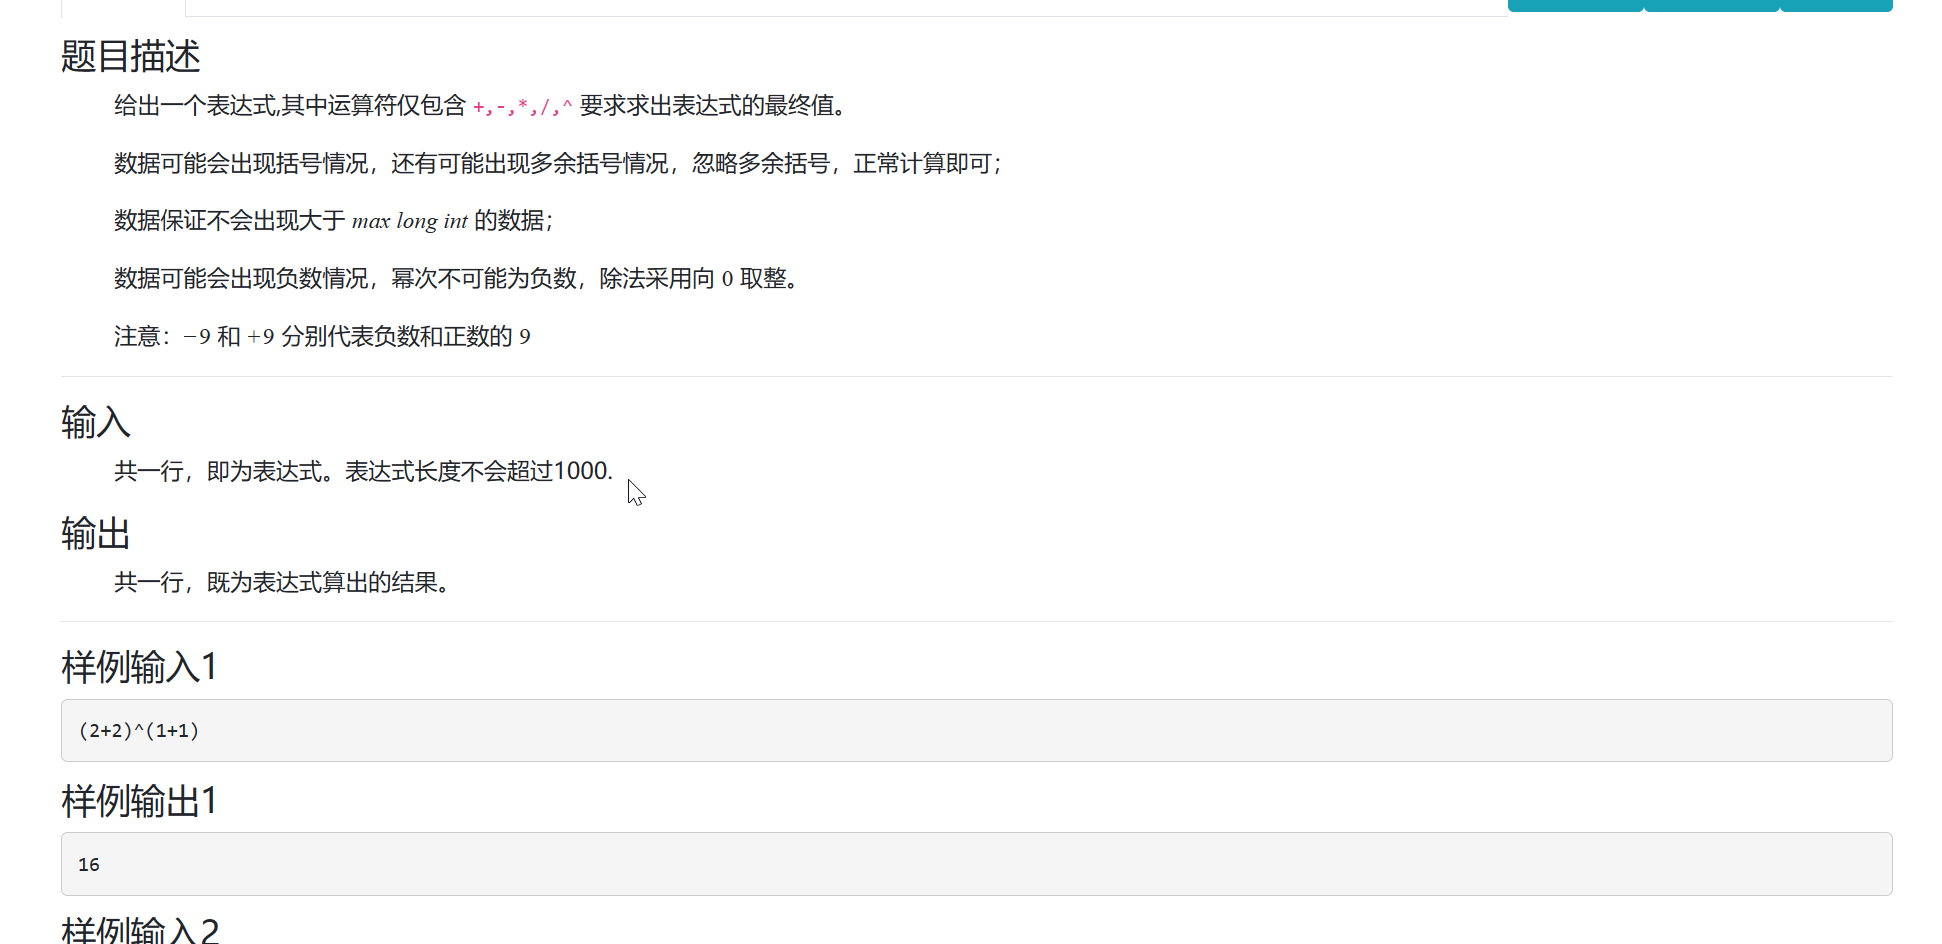 题目描述
给出一个表达式,其中运算符仅包含 +,-,*,/,^ 要求求出表达式的最终值。
数据可能会出现括号情况，还有可能出现多余括号情况，忽略多余括号，正常计算即可；
数据保证不会出现大于 max long int 的数据；
数据可能会出现负数情况，幂次不可能为负数，除法采用向 0 取整。
注意：−9 和 +9 分别代表负数和正数的 9
输入
共一行，即为表达式。表达式长度不会超过1000.
输出
共一行，既为表达式算出的结果。
样例输入1
(2+2)^(1+1)
样例输出1
16
样例输入2